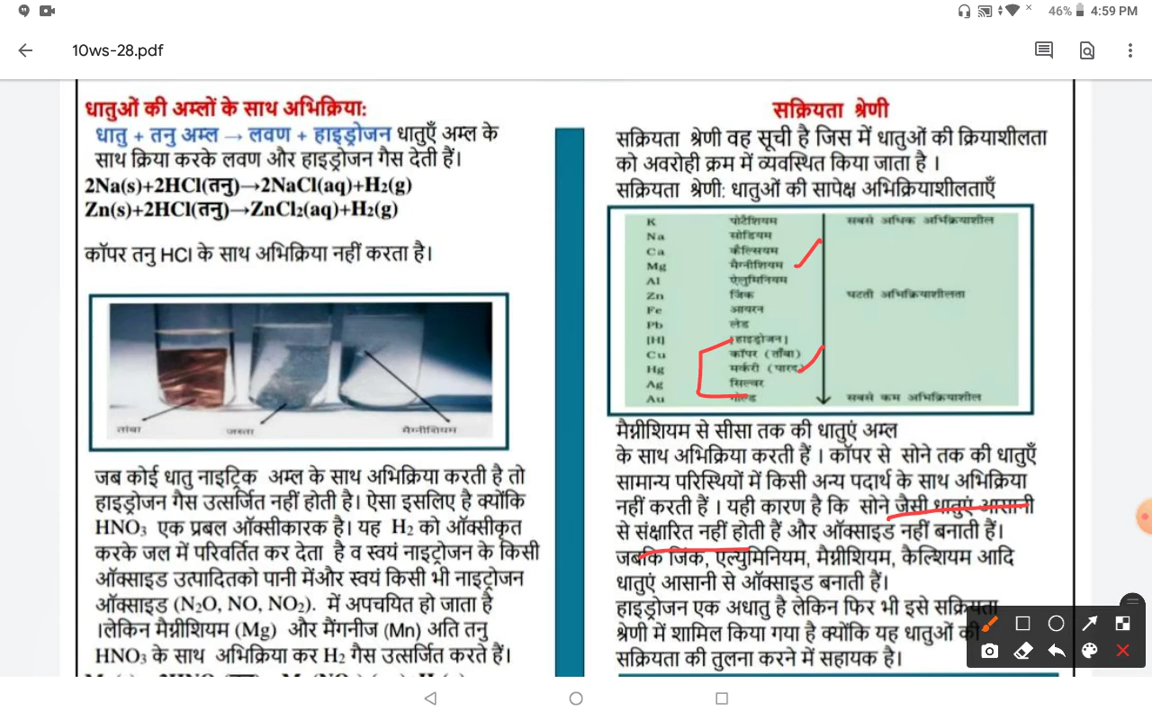 46% 4:59 PM
10ws-28.pdf
धातुओं की अम्लों के साथ अभिक्रिया:
धातु + तनु अम्ल → लवण + हाइड्रोजन धातुएँ अम्ल के
साथ क्रिया करके लवण और हाइड्रोजन गैस देती हैं।
2Na(s)+2HCl(तनु)→2NaCl(aq)+H₂(g)
Zn(s)+2HCl(तनु)→ZnCl₂(aq)+H₂(g)
कॉपर तनु HCI के साथ अभिक्रिया नहीं करता है।
तांबा जस्ता मैग्नीशियम
जब कोई धातु नाइट्रिक अम्ल के साथ अभिक्रिया करती है तो
हाइड्रोजन गैस उत्सर्जित नहीं होती है। ऐसा इसलिए है क्योंकि
HNO₃ एक प्रबल ऑक्सीकारक है। यह H₂ को ऑक्सीकृत
करके जल में परिवर्तित कर देता है व स्वयं नाइट्रोजन के किसी
ऑक्साइड उत्पादितको पानी मेंऔर स्वयं किसी भी नाइट्रोजन
ऑक्साइड (N₂O, NO, NO₂). में अपचयित हो जाता है
।लेकिन मैग्नीशियम (Mg) और मैंगनीज (Mn) अति तनु
HNO₃ के साथ अभिक्रिया कर H₂ गैस उत्सर्जित करते हैं।
सक्रियता श्रेणी
सक्रियता श्रेणी वह सूची है जिस में धातुओं की क्रियाशीलता
को अवरोही क्रम में व्यवस्थित किया जाता है ।
सक्रियता श्रेणी: धातुओं की सापेक्ष अभिक्रियाशीलताएँ
K पोटैशियम सबसे अधिक अभिक्रियाशील
Na सोडियम
Ca कैल्सियम
Mg मैग्नीशियम
Al ऐलुमिनियम
Zn जिंक घटती अभिक्रियाशीलता
Fe आयरन
Pb लेड
[H] [हाइड्रोजन]
Cu कॉपर (ताँबा)
Hg मर्करी (पारद)
Ag सिल्वर
Au गोल्ड सबसे कम अभिक्रियाशील
मैग्नीशियम से सीसा तक की धातुएं अम्ल
के साथ अभिक्रिया करती हैं । कॉपर से सोने तक की धातुएँ
सामान्य परिस्थियों में किसी अन्य पदार्थ के साथ अभिक्रिया
नहीं करती हैं । यही कारण है कि सोने जैसी धातुएं आसानी
से संक्षारित नहीं होती हैं और ऑक्साइड नहीं बनाती हैं।
जबकि जिंक, एल्युमिनियम, मैग्नीशियम, कैल्शियम आदि
धातुएं आसानी से ऑक्साइड बनाती हैं।
हाइड्रोजन एक अधातु है लेकिन फिर भी इसे सक्रियता
श्रेणी में शामिल किया गया है क्योंकि यह धातुओं की
सक्रियता की तुलना करने में सहायक है।